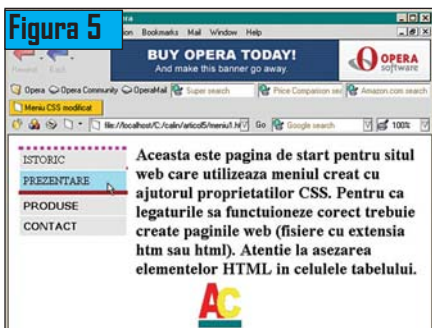 Figura 5
Bookmarks Mail Window Help
BUY OPERA TODAY!
And make this banner go away.
OPERA
software
Opera Opera Community OperaMail Super search Price Comparison Amazon.com search
Meniu CSS modificat
file://localhost/C:/calin/articol5/meniu1.h Go Google search 100%
ISTORIC
PREZENTARE
PRODUSE
CONTACT
Aceasta este pagina de start pentru situl
web care utilizeaza meniul creat cu
ajutorul proprietatilor CSS. Pentru ca
legaturile sa functuioneze corect trebuie
create paginile web (fisiere cu extensia
htm sau html). Atentie la asezarea
elementelor HTML in celulele tabelului.
AC